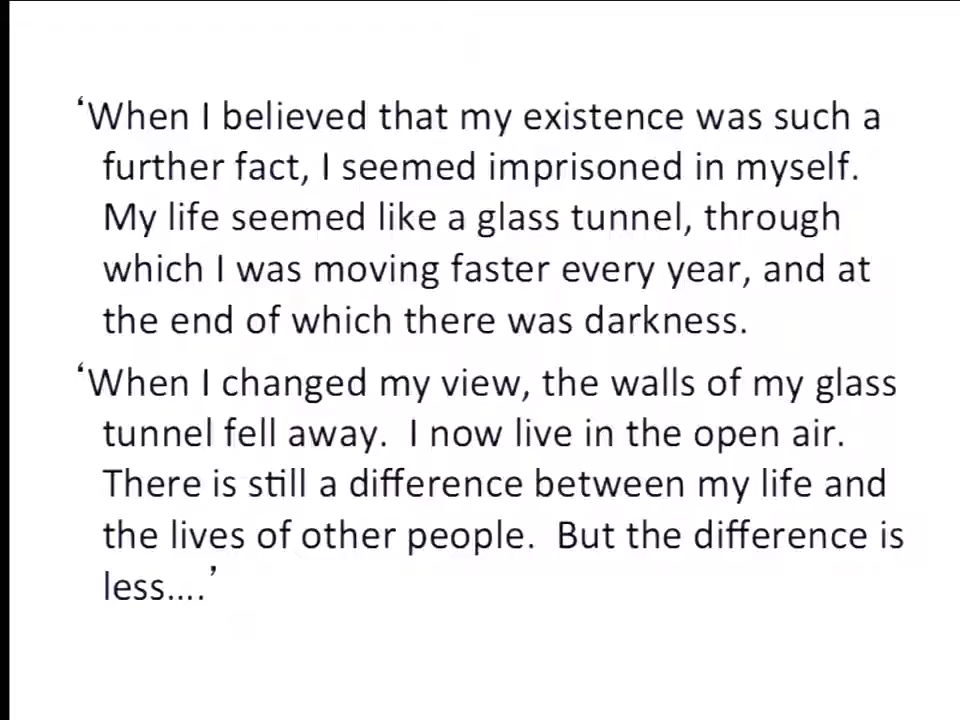 ‘When I believed that my existence was such a
further fact, I seemed imprisoned in myself.
My life seemed like a glass tunnel, through
which I was moving faster every year, and at
the end of which there was darkness.
‘When I changed my view, the walls of my glass
tunnel fell away.  I now live in the open air.
There is still a difference between my life and
the lives of other people.  But the difference is
less....’